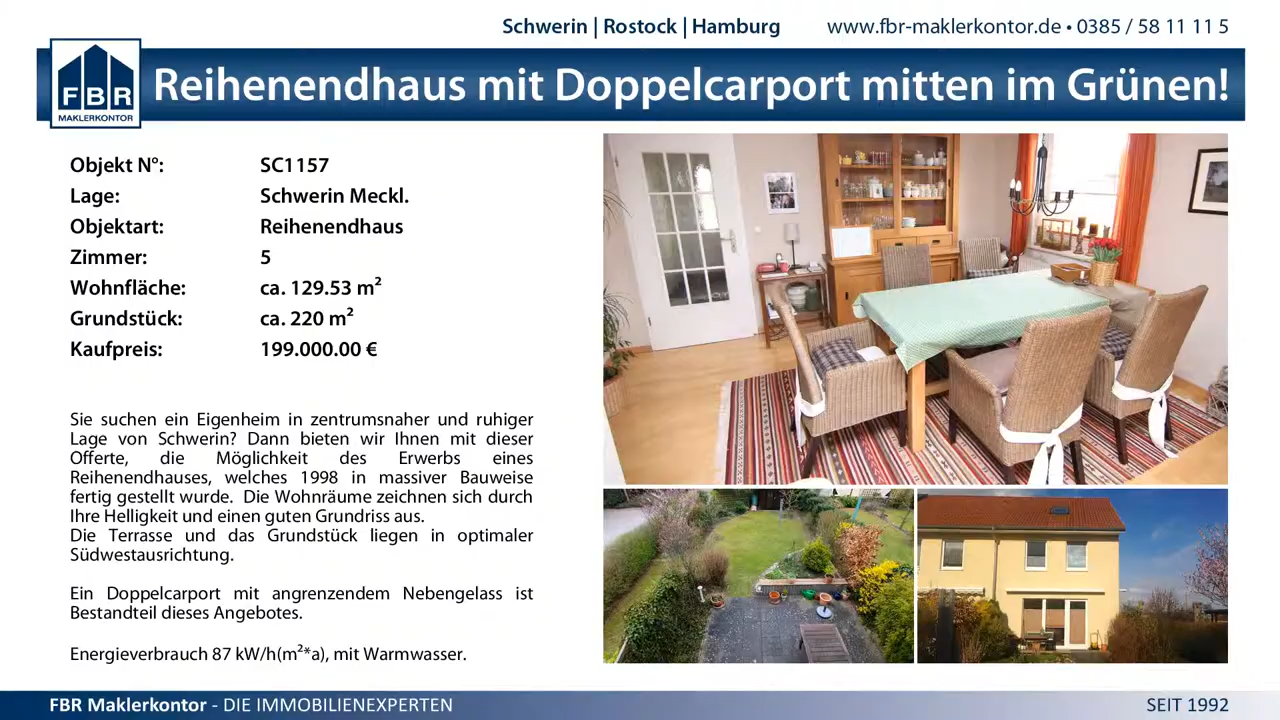 Schwerin | Rostock | Hamburg www.fbr-maklerkontor.de • 0385 / 58 11 11 5
FBR
MAKLERKONTOR
Reihenendhaus mit Doppelcarport mitten im Grünen!
Objekt N°: SC1157
Lage: Schwerin Meckl.
Objektart: Reihenendhaus
Zimmer: 5
Wohnfläche: ca. 129.53 m²
Grundstück: ca. 220 m²
Kaufpreis: 199.000.00 €
Sie suchen ein Eigenheim in zentrumsnaher und ruhiger
Lage von Schwerin? Dann bieten wir Ihnen mit dieser
Offerte, die Möglichkeit des Erwerbs eines
Reihenendhauses, welches 1998 in massiver Bauweise
fertig gestellt wurde. Die Wohnräume zeichnen sich durch
Ihre Helligkeit und einen guten Grundriss aus.
Die Terrasse und das Grundstück liegen in optimaler
Südwestausrichtung.
Ein Doppelcarport mit angrenzendem Nebengelass ist
Bestandteil dieses Angebotes.
Energieverbrauch 87 kW/h(m²*a), mit Warmwasser.
FBR Maklerkontor - DIE IMMOBILIENEXPERTEN SEIT 1992